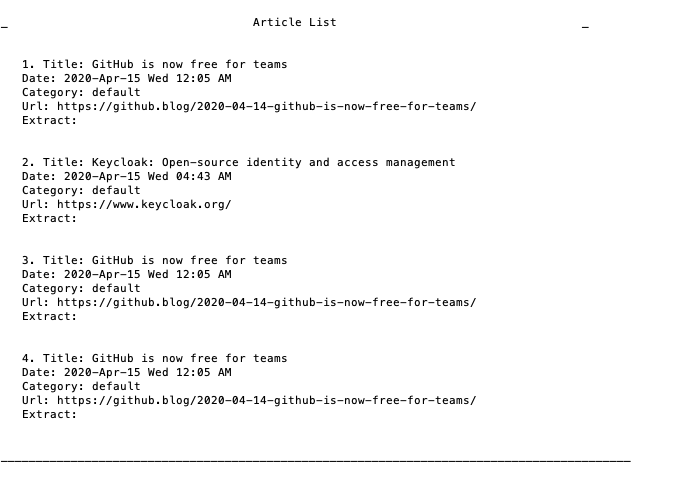 _ Article List _
1. Title: GitHub is now free for teams
Date: 2020-Apr-15 Wed 12:05 AM
Category: default
Url: https://github.blog/2020-04-14-github-is-now-free-for-teams/
Extract:
2. Title: Keycloak: Open-source identity and access management
Date: 2020-Apr-15 Wed 04:43 AM
Category: default
Url: https://www.keycloak.org/
Extract:
3. Title: GitHub is now free for teams
Date: 2020-Apr-15 Wed 12:05 AM
Category: default
Url: https://github.blog/2020-04-14-github-is-now-free-for-teams/
Extract:
4. Title: GitHub is now free for teams
Date: 2020-Apr-15 Wed 12:05 AM
Category: default
Url: https://github.blog/2020-04-14-github-is-now-free-for-teams/
Extract: